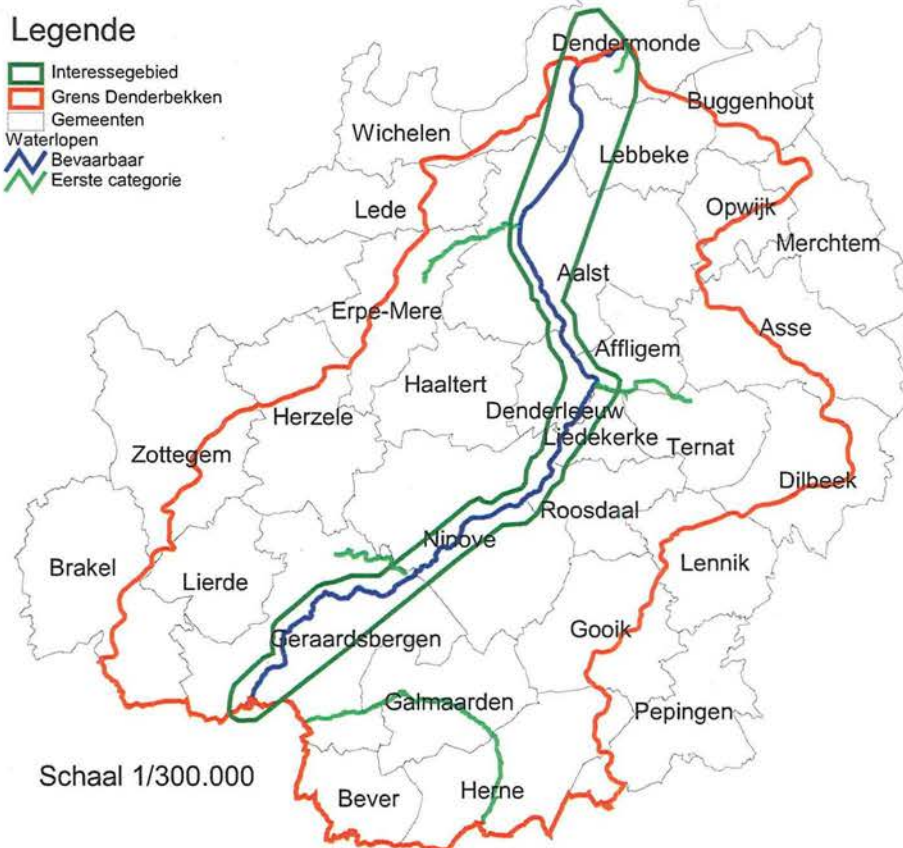 Legende
Interessegebied
Grens Denderbekken
Gemeenten
Waterlopen
Bevaarbaar
Eerste categorie
Dendermonde
Buggenhout
Wichelen
Lebbeke
Lede
Opwijk
Merchtem
Aalst
Erpe-Mere
Asse
Affligem
Haaltert
Denderleeuw
Herzele
Liedekerke
Ternat
Zottegem
Dilbeek
Roosdaal
Ninove
Brakel
Lierde
Lennik
Geraardsbergen
Gooik
Galmaarden
Pepingen
Schaal 1/300.000
Bever
Herne